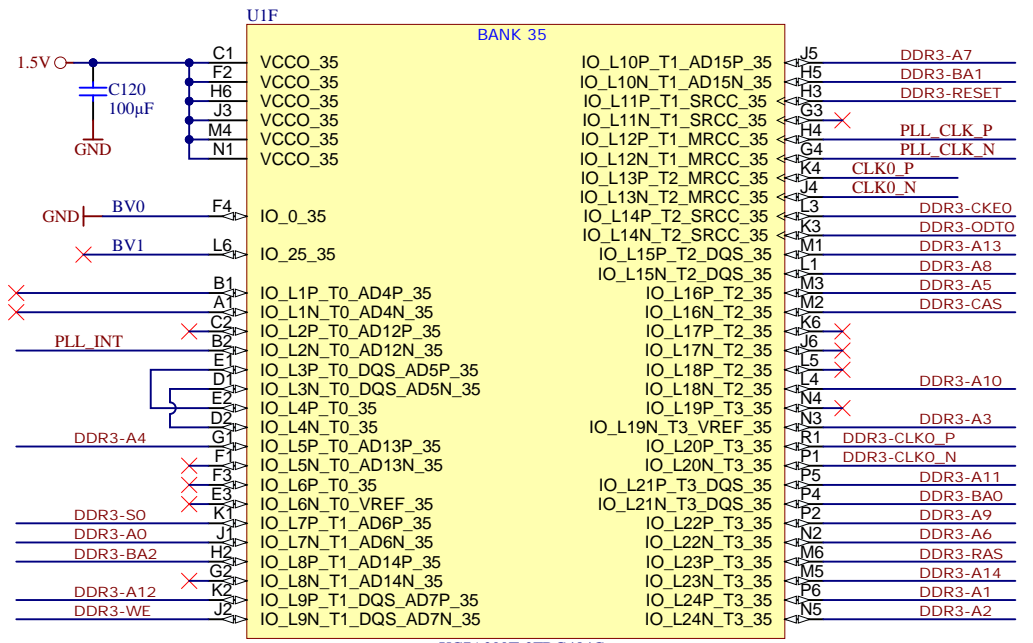 U1F
BANK 35
1.5V
C120
100µF
GND
C1 VCCO_35
F2 VCCO_35
H6 VCCO_35
J3 VCCO_35
M4 VCCO_35
N1 VCCO_35
GND BV0 F4 IO_0_35
BV1 L6 IO_25_35
B1 IO_L1P_T0_AD4P_35
A1 IO_L1N_T0_AD4N_35
C2 IO_L2P_T0_AD12P_35
PLL_INT B2 IO_L2N_T0_AD12N_35
E1 IO_L3P_T0_DQS_AD5P_35
D1 IO_L3N_T0_DQS_AD5N_35
E2 IO_L4P_T0_35
D2 IO_L4N_T0_35
DDR3-A4 G1 IO_L5P_T0_AD13P_35
F1 IO_L5N_T0_AD13N_35
F3 IO_L6P_T0_35
E3 IO_L6N_T0_VREF_35
DDR3-S0 K1 IO_L7P_T1_AD6P_35
DDR3-A0 J1 IO_L7N_T1_AD6N_35
DDR3-BA2 H2 IO_L8P_T1_AD14P_35
G2 IO_L8N_T1_AD14N_35
DDR3-A12 K2 IO_L9P_T1_DQS_AD7P_35
DDR3-WE J2 IO_L9N_T1_DQS_AD7N_35
IO_L10P_T1_AD15P_35 J5 DDR3-A7
IO_L10N_T1_AD15N_35 H5 DDR3-BA1
IO_L11P_T1_SRCC_35 H3 DDR3-RESET
IO_L11N_T1_SRCC_35 G3
IO_L12P_T1_MRCC_35 H4 PLL_CLK_P
IO_L12N_T1_MRCC_35 G4 PLL_CLK_N
IO_L13P_T2_MRCC_35 K4 CLK0_P
IO_L13N_T2_MRCC_35 J4 CLK0_N
IO_L14P_T2_SRCC_35 L3 DDR3-CKE0
IO_L14N_T2_SRCC_35 K3 DDR3-ODT0
IO_L15P_T2_DQS_35 M1 DDR3-A13
IO_L15N_T2_DQS_35 L1 DDR3-A8
IO_L16P_T2_35 M3 DDR3-A5
IO_L16N_T2_35 M2 DDR3-CAS
IO_L17P_T2_35 K6
IO_L17N_T2_35 J6
IO_L18P_T2_35 L5
IO_L18N_T2_35 L4 DDR3-A10
IO_L19P_T3_35 N4
IO_L19N_T3_VREF_35 N3 DDR3-A3
IO_L20P_T3_35 R1 DDR3-CLK0_P
IO_L20N_T3_35 P1 DDR3-CLK0_N
IO_L21P_T3_DQS_35 P5 DDR3-A11
IO_L21N_T3_DQS_35 P4 DDR3-BA0
IO_L22P_T3_35 P2 DDR3-A9
IO_L22N_T3_35 N2 DDR3-A6
IO_L23P_T3_35 M6 DDR3-RAS
IO_L23N_T3_35 M5 DDR3-A14
IO_L24P_T3_35 P6 DDR3-A1
IO_L24N_T3_35 N5 DDR3-A2